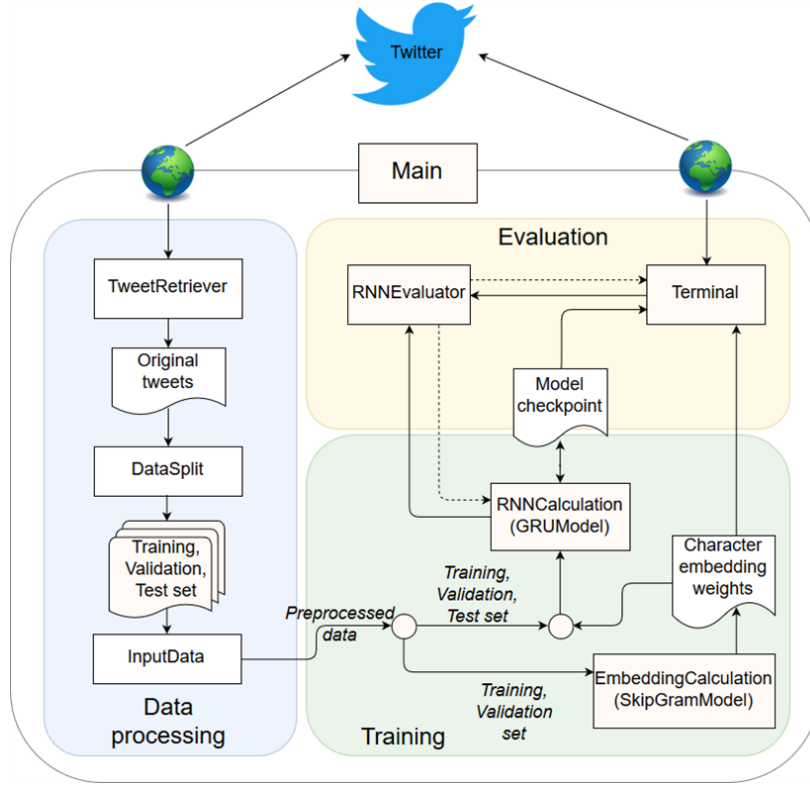 Twitter
Main
Evaluation
TweetRetriever
RNNEvaluator
Terminal
Original
tweets
Model
checkpoint
DataSplit
RNNCalculation
(GRUModel)
Training,
Validation,
Test set
Character
embedding
weights
Training,
Validation,
Test set
Preprocessed
data
InputData
EmbeddingCalculation
(SkipGramModel)
Training,
Validation
set
Data
processing
Training